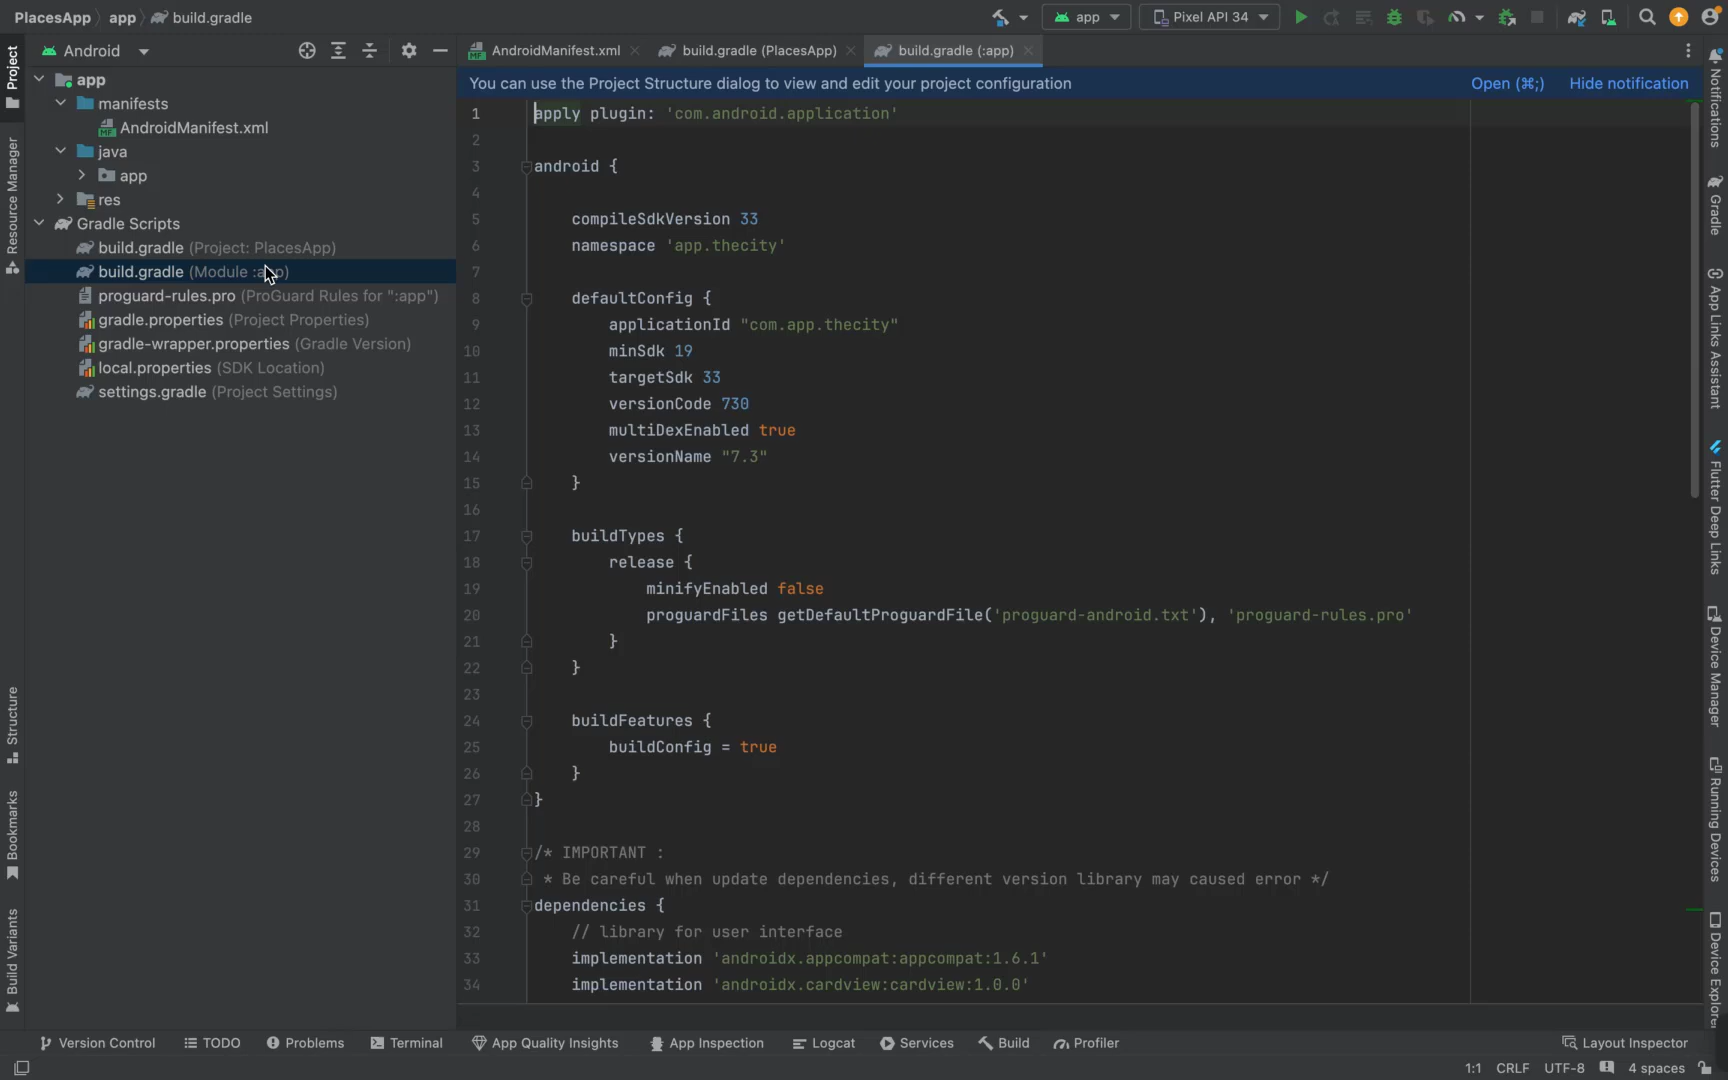 PlacesApp app build.gradle
app
Pixel API 34
Android
AndroidManifest.xml
build.gradle (PlacesApp)
build.gradle (:app)
You can use the Project Structure dialog to view and edit your project configuration
Open (⌘;)
Hide notification
Project
Resource Manager
Structure
Bookmarks
Build Variants
app
manifests
AndroidManifest.xml
java
app
res
Gradle Scripts
build.gradle (Project: PlacesApp)
build.gradle (Module :app)
proguard-rules.pro (ProGuard Rules for ":app")
gradle.properties (Project Properties)
gradle-wrapper.properties (Gradle Version)
local.properties (SDK Location)
settings.gradle (Project Settings)
1 apply plugin: 'com.android.application'
2
3 android {
4
5 compileSdkVersion 33
6 namespace 'app.thecity'
7
8 defaultConfig {
9 applicationId "com.app.thecity"
10 minSdk 19
11 targetSdk 33
12 versionCode 730
13 multiDexEnabled true
14 versionName "7.3"
15 }
16
17 buildTypes {
18 release {
19 minifyEnabled false
20 proguardFiles getDefaultProguardFile('proguard-android.txt'), 'proguard-rules.pro'
21 }
22 }
23
24 buildFeatures {
25 buildConfig = true
26 }
27 }
28
29 /* IMPORTANT :
30 * Be careful when update dependencies, different version library may caused error */
31 dependencies {
32 // library for user interface
33 implementation 'androidx.appcompat:appcompat:1.6.1'
34 implementation 'androidx.cardview:cardview:1.0.0'
Notifications
Gradle
App Links Assistant
Flutter Deep Links
Device Manager
Running Devices
Device Explorer
Version Control
TODO
Problems
Terminal
App Quality Insights
App Inspection
Logcat
Services
Build
Profiler
Layout Inspector
1:1 CRLF UTF-8 4 spaces